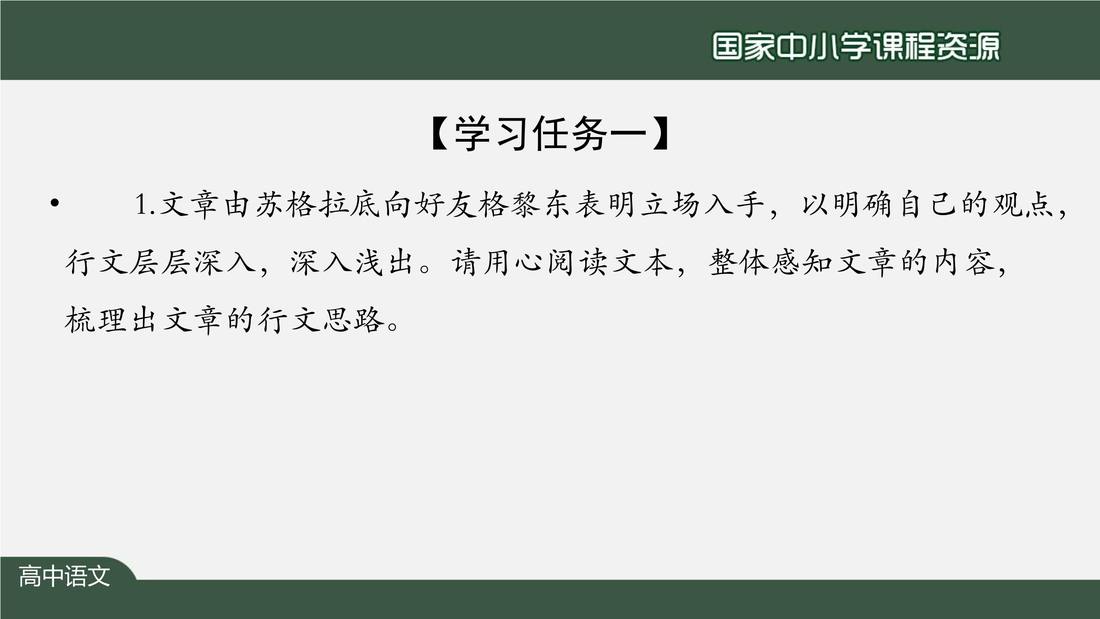 国家中小学课程资源
【学习任务一】
• 1.文章由苏格拉底向好友格黎东表明立场入手，以明确自己的观点，
行文层层深入，深入浅出。请用心阅读文本，整体感知文章的内容，
梳理出文章的行文思路。
高中语文